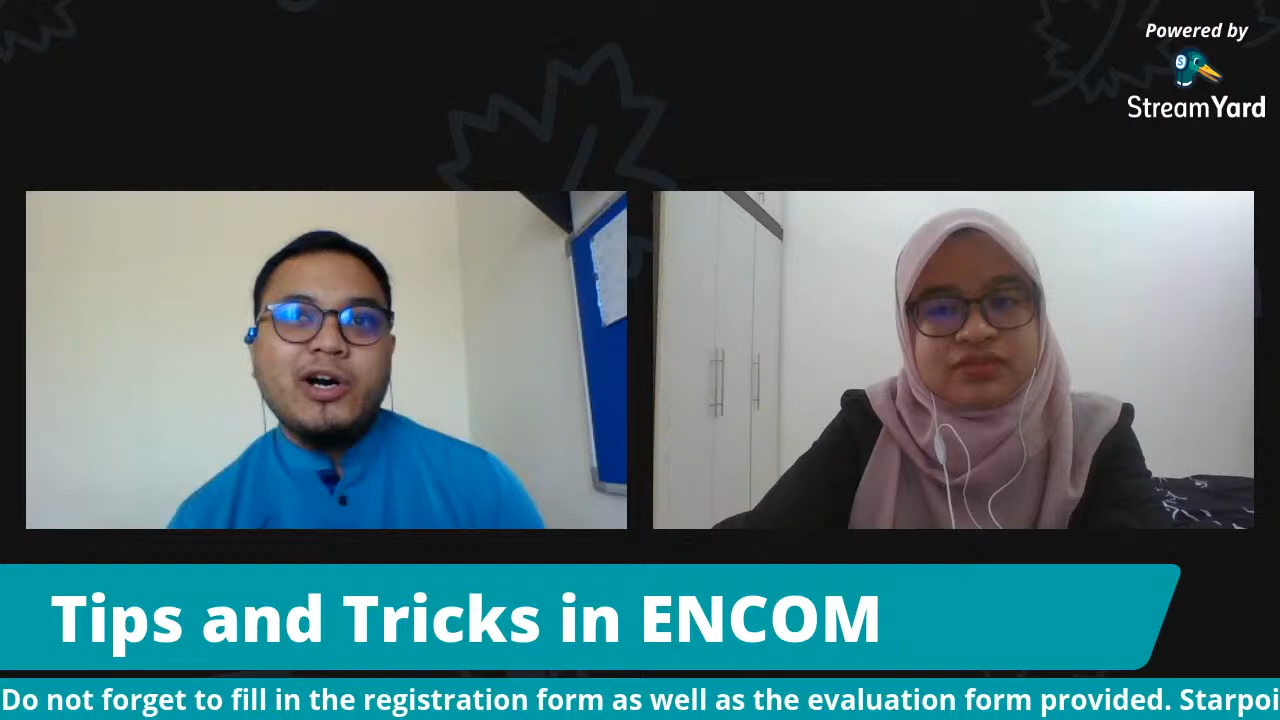 Powered by
StreamYard
Tips and Tricks in ENCOM
Do not forget to fill in the registration form as well as the evaluation form provided. Starpoi